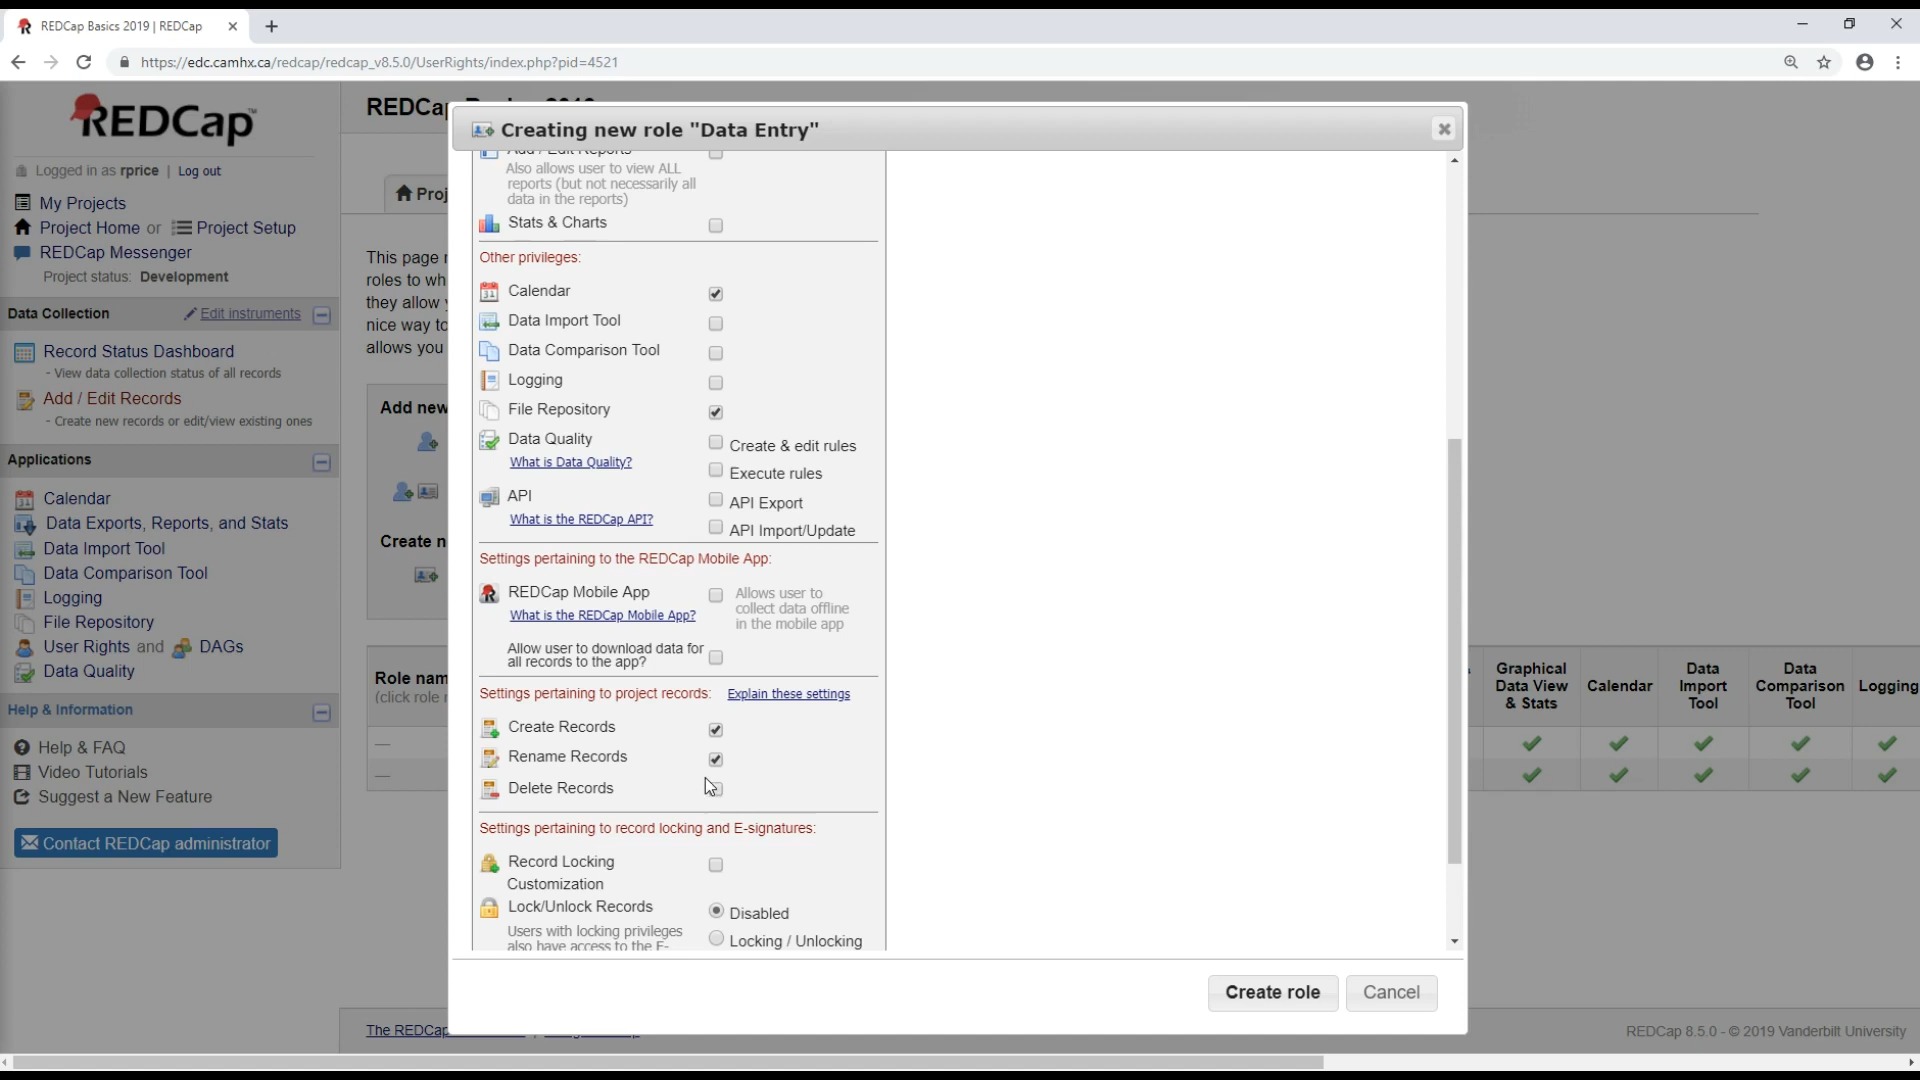 REDCap Basics 2019 | REDCap
https://edc.camhx.ca/redcap/redcap_v8.5.0/UserRights/index.php?pid=4521
REDCap
Logged in as rprice | Log out
My Projects
Project Home or Project Setup
REDCap Messenger
Project status: Development
Data Collection Edit instruments
Record Status Dashboard
- View data collection status of all records
Add / Edit Records
- Create new records or edit/view existing ones
Applications
Calendar
Data Exports, Reports, and Stats
Data Import Tool
Data Comparison Tool
Logging
File Repository
User Rights and DAGs
Data Quality
Help & Information
Help & FAQ
Video Tutorials
Suggest a New Feature
Contact REDCap administrator
Proj
This page
roles to wh
they allow
nice way to
allows you
Add new
Create n
Role nam
(click role
—
—
The REDCap
Creating new role "Data Entry"
Add / Edit Reports
Also allows user to view ALL
reports (but not necessarily all
data in the reports)
Stats & Charts
Other privileges:
Calendar
31
Data Import Tool
Data Comparison Tool
Logging
File Repository
Data Quality
What is Data Quality?
Create & edit rules
Execute rules
API
What is the REDCap API?
API Export
API Import/Update
Settings pertaining to the REDCap Mobile App:
REDCap Mobile App
What is the REDCap Mobile App?
Allows user to
collect data offline
in the mobile app
Allow user to download data for
all records to the app?
Settings pertaining to project records: Explain these settings
Create Records
Rename Records
Delete Records
Settings pertaining to record locking and E-signatures:
Record Locking
Customization
Lock/Unlock Records
Users with locking privileges
also have access to the E-
Disabled
Locking / Unlocking
Create role
Cancel
Graphical
Data View
& Stats
Calendar
Data
Import
Tool
Data
Comparison
Tool
Logging
REDCap 8.5.0 - © 2019 Vanderbilt University